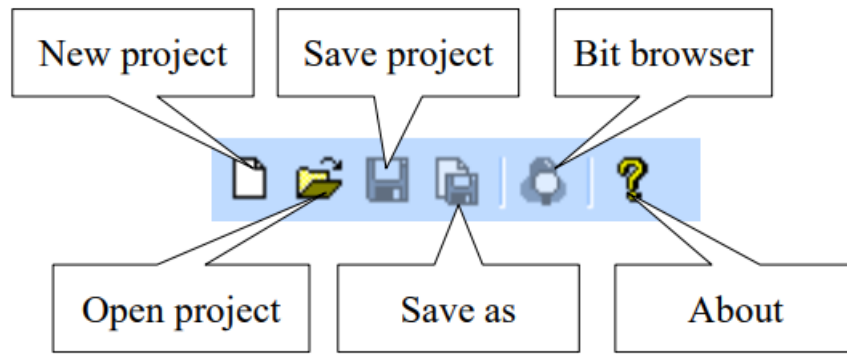 New project
Save project
Bit browser
Open project
Save as
About